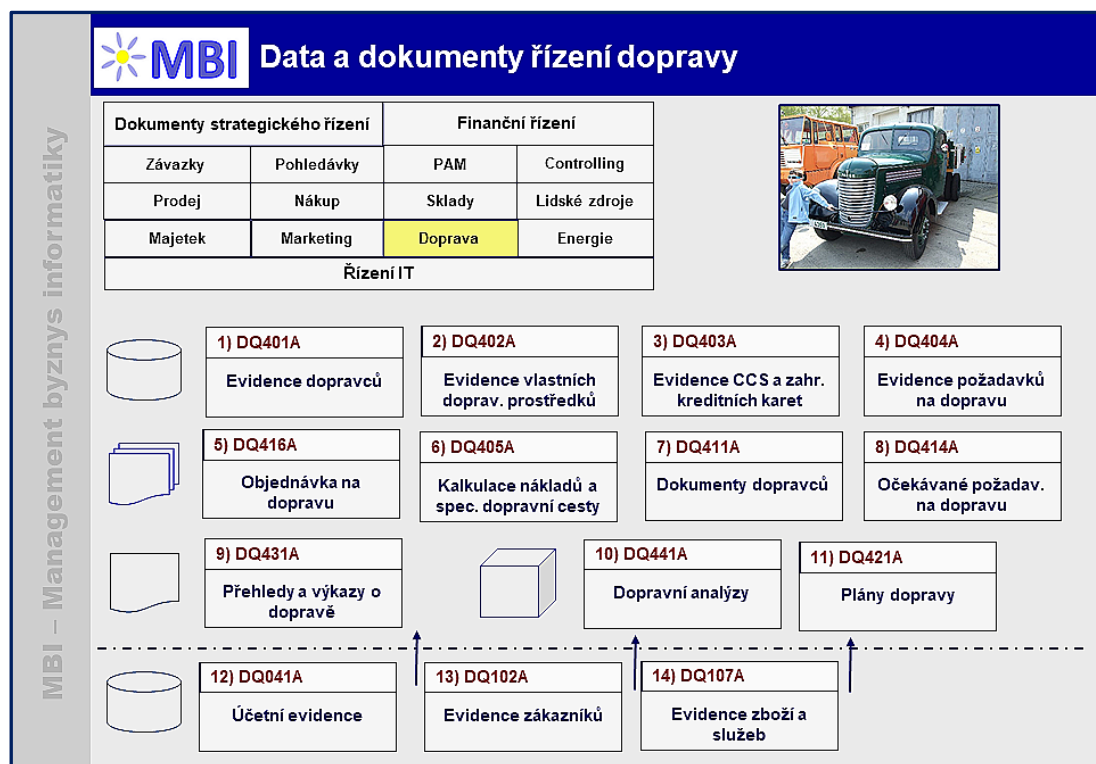 MBI
Data a dokumenty řízení dopravy
MBI – Management byznys informatiky
Dokumenty strategického řízení
Finanční řízení
Závazky
Pohledávky
PAM
Controlling
Prodej
Nákup
Sklady
Lidské zdroje
Majetek
Marketing
Doprava
Energie
Řízení IT
1) DQ401A
Evidence dopravců
2) DQ402A
Evidence vlastních
doprav. prostředků
3) DQ403A
Evidence CCS a zahr.
kreditních karet
4) DQ404A
Evidence požadavků
na dopravu
5) DQ416A
Objednávka na
dopravu
6) DQ405A
Kalkulace nákladů a
spec. dopravní cesty
7) DQ411A
Dokumenty dopravců
8) DQ414A
Očekávané požadav.
na dopravu
9) DQ431A
Přehledy a výkazy o
dopravě
10) DQ441A
Dopravní analýzy
11) DQ421A
Plány dopravy
12) DQ041A
Účetní evidence
13) DQ102A
Evidence zákazníků
14) DQ107A
Evidence zboží a
služeb